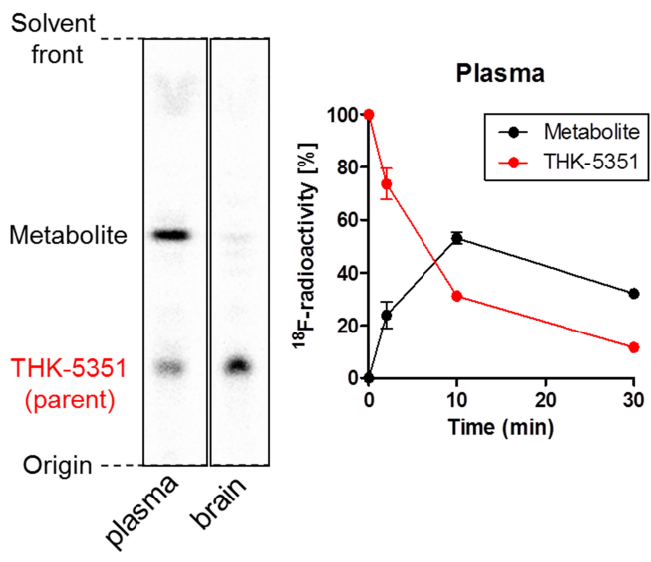 Solvent
front
Metabolite
THK-5351
(parent)
Origin
plasma
brain
Plasma
Metabolite
THK-5351
18F-radioactivity [%]
100
80
60
40
20
0
0
10
20
30
Time (min)